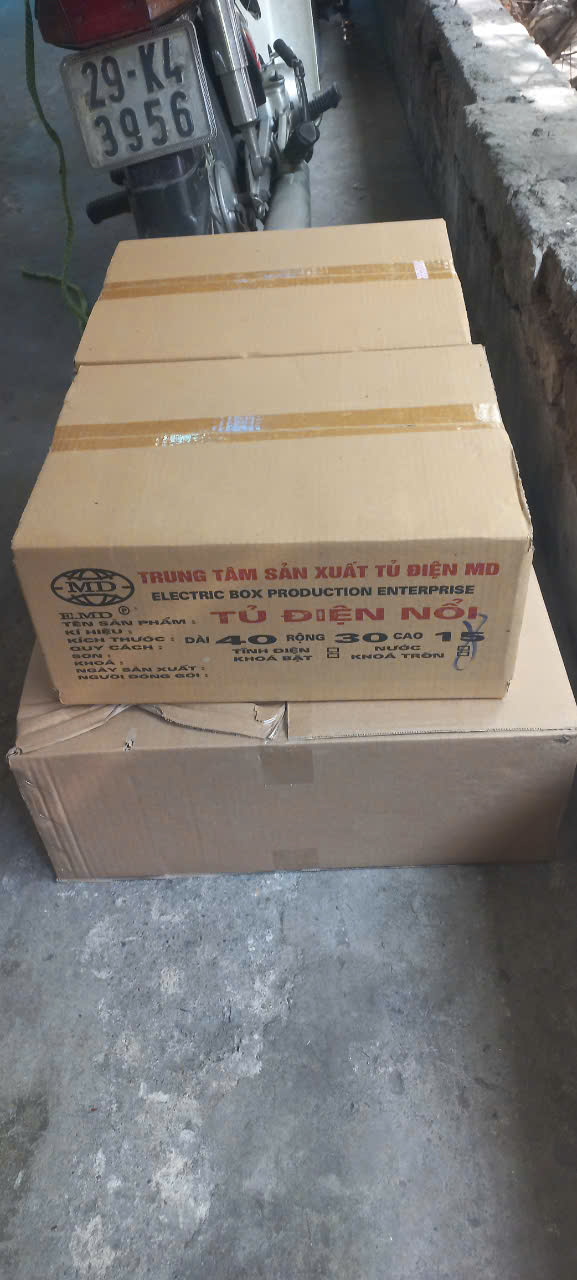 29-K4
3956
MD
E.MD ®
TRUNG TÂM SẢN XUẤT TỦ ĐIỆN MD
ELECTRIC BOX PRODUCTION ENTERPRISE
TÊN SẢN PHẨM : TỦ ĐIỆN NỔI
KÍ HIỆU :
KÍCH THƯỚC : DÀI 40 RỘNG 30 CAO 15
QUY CÁCH :
SƠN : TĨNH ĐIỆN NƯỚC
KHOÁ : KHOÁ BẬT KHOÁ TRÒN
NGÀY SẢN XUẤT :
NGƯỜI ĐÓNG GÓI :